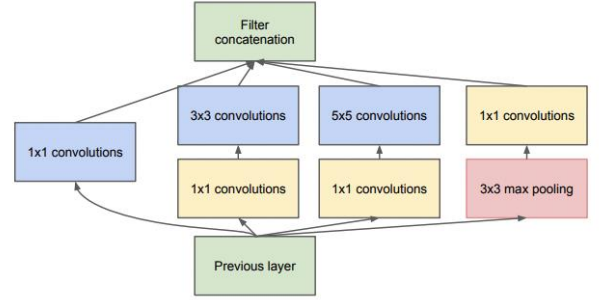 Filter
concatenation
3x3 convolutions
5x5 convolutions
1x1 convolutions
1x1 convolutions
1x1 convolutions
1x1 convolutions
3x3 max pooling
Previous layer